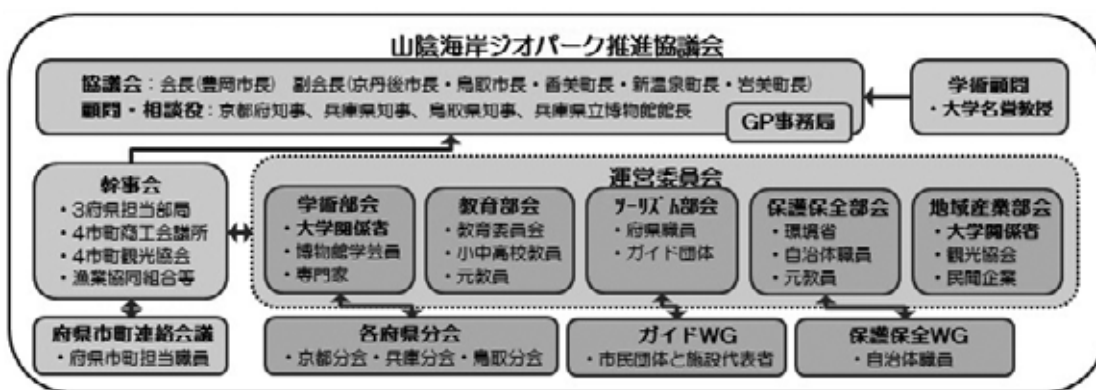 山陰海岸ジオパーク推進協議会
協議会：会長(豊岡市長)　副会長(京丹後市長・鳥取市長・香美町長・新温泉町長・岩美町長)
顧問・相談役：京都府知事、兵庫県知事、鳥取県知事、兵庫県立博物館館長
GP事務局
学術顧問
・大学名誉教授
幹事会
・3府県担当部局
・4市町商工会議所
・4市町観光協会
・漁業協同組合等
運営委員会
学術部会
・大学関係者
・博物館学芸員
・専門家
教育部会
・教育委員会
・小中高校教員
・元教員
ツーリズム部会
・府県職員
・ガイド団体
保護保全部会
・環境省
・自治体職員
・元教員
地域産業部会
・大学関係者
・観光協会
・民間企業
府県市町連絡会議
・府県市町担当職員
各府県分会
・京都分会・兵庫分会・鳥取分会
ガイドWG
・市民団体と施設代表者
保護保全WG
・自治体職員